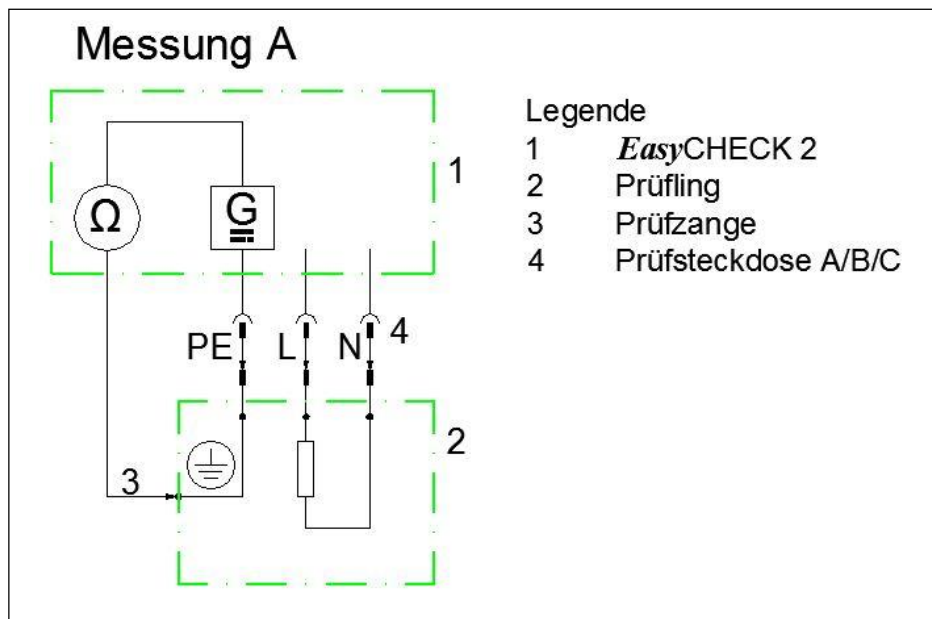 Messung A
Legende
1 EasyCHECK 2
2 Prüfling
3 Prüfzange
4 Prüfsteckdose A/B/C
1
Ω
G
PE L N 4
2
3